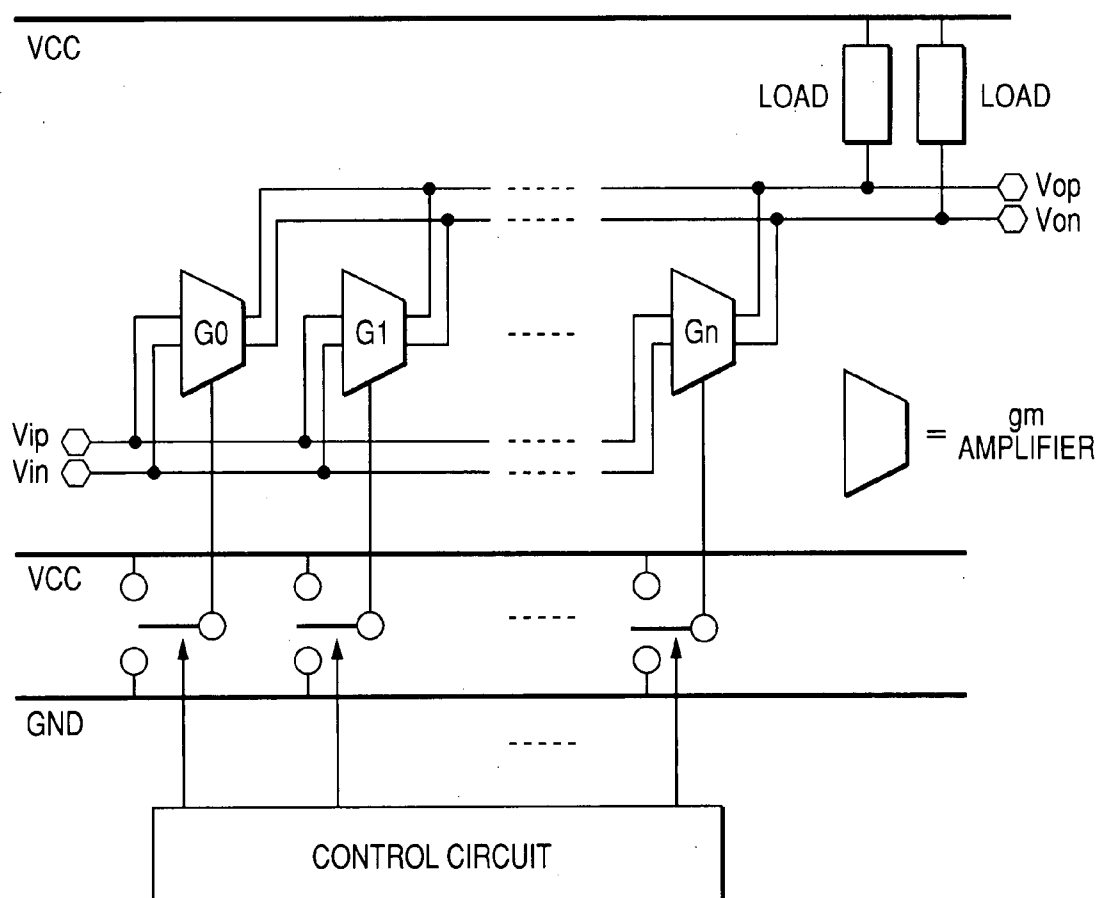 VCC
LOAD
LOAD
Vop
Von
G0
G1
Gn
Vip
Vin
= gm
AMPLIFIER
VCC
GND
CONTROL CIRCUIT